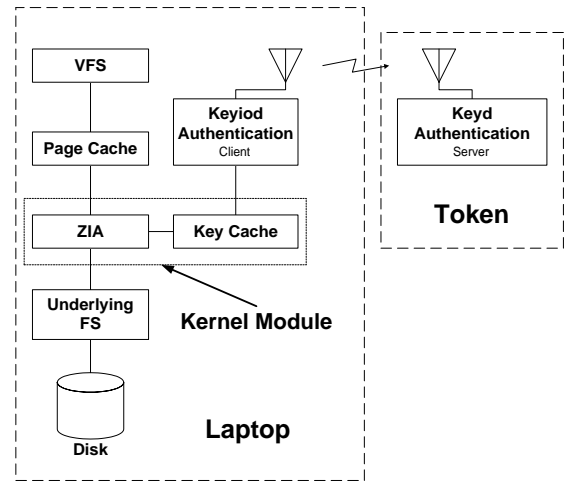 VFS
Page Cache
ZIA
Underlying
FS
Disk
Keyiod
Authentication
Client
Key Cache
Kernel Module
Laptop
Keyd
Authentication
Server
Token